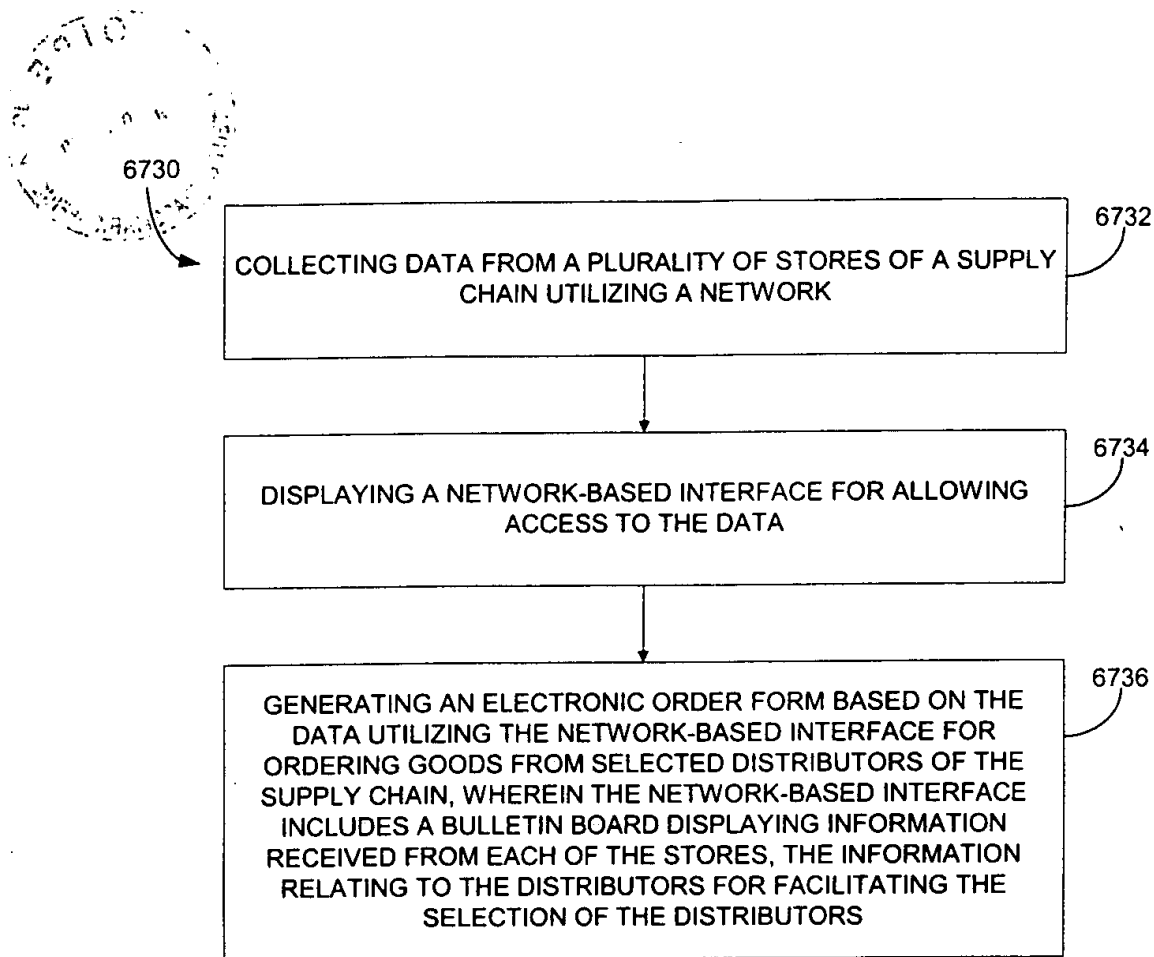 6730
6732
COLLECTING DATA FROM A PLURALITY OF STORES OF A SUPPLY
CHAIN UTILIZING A NETWORK
6734
DISPLAYING A NETWORK-BASED INTERFACE FOR ALLOWING
ACCESS TO THE DATA
6736
GENERATING AN ELECTRONIC ORDER FORM BASED ON THE
DATA UTILIZING THE NETWORK-BASED INTERFACE FOR
ORDERING GOODS FROM SELECTED DISTRIBUTORS OF THE
SUPPLY CHAIN, WHEREIN THE NETWORK-BASED INTERFACE
INCLUDES A BULLETIN BOARD DISPLAYING INFORMATION
RECEIVED FROM EACH OF THE STORES, THE INFORMATION
RELATING TO THE DISTRIBUTORS FOR FACILITATING THE
SELECTION OF THE DISTRIBUTORS